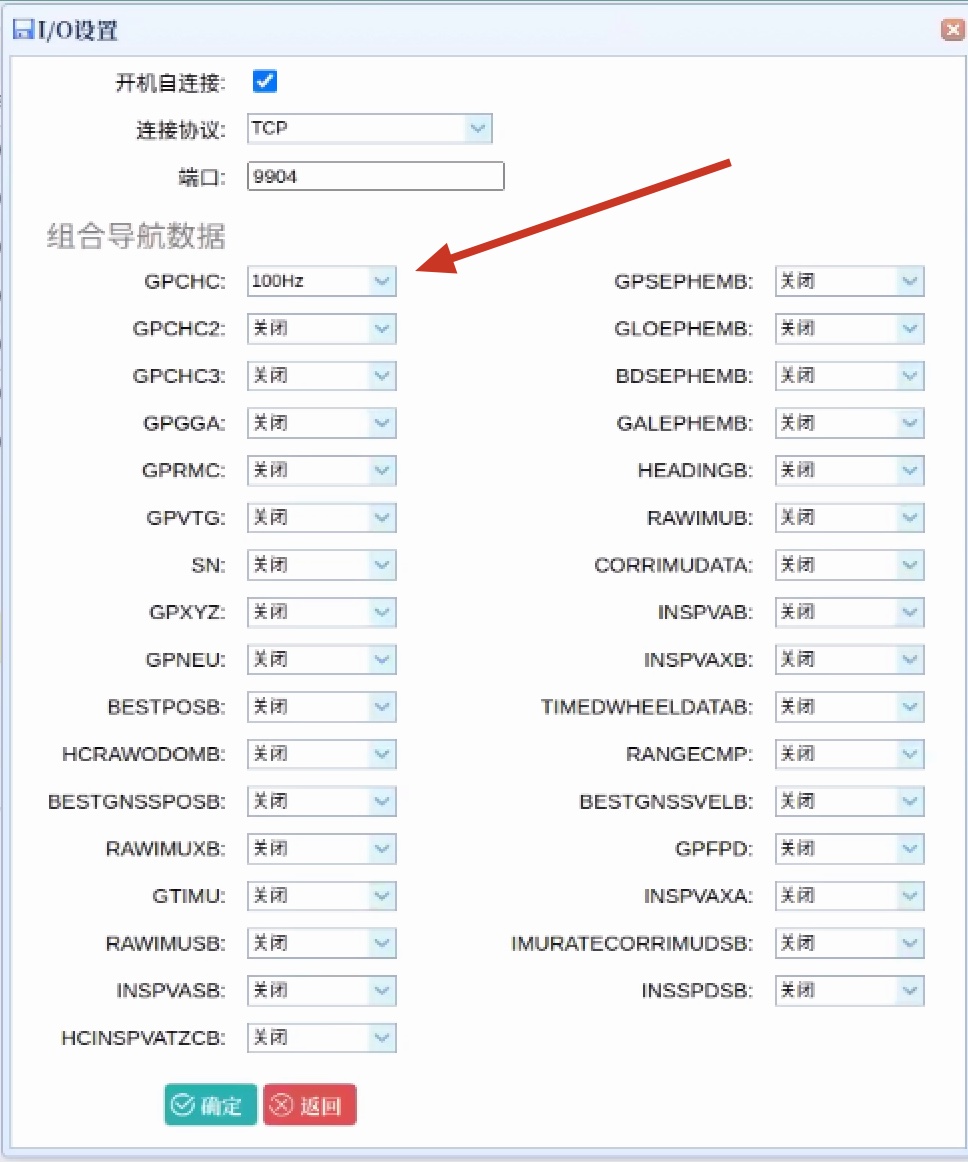 I/O设置
开机自连接:
连接协议: TCP
端口: 9904
组合导航数据
GPCHC: 100Hz GPSEPHEMB: 关闭
GPCHC2: 关闭 GLOEPHEMB: 关闭
GPCHC3: 关闭 BDSEPHEMB: 关闭
GPGGA: 关闭 GALEPHEMB: 关闭
GPRMC: 关闭 HEADINGB: 关闭
GPVTG: 关闭 RAWIMUB: 关闭
SN: 关闭 CORRIMUDATA: 关闭
GPXYZ: 关闭 INSPVAB: 关闭
GPNEU: 关闭 INSPVAXB: 关闭
BESTPOSB: 关闭 TIMEDWHEELDATAB: 关闭
HCRAWODOMB: 关闭 RANGECMP: 关闭
BESTGNSSPOSB: 关闭 BESTGNSSVELB: 关闭
RAWIMUXB: 关闭 GPFPD: 关闭
GTIMU: 关闭 INSPVAXA: 关闭
RAWIMUSB: 关闭 IMURATECORRIMUDSB: 关闭
INSPVASB: 关闭 INSSPDSB: 关闭
HCINSPVATZCB: 关闭
确定 返回